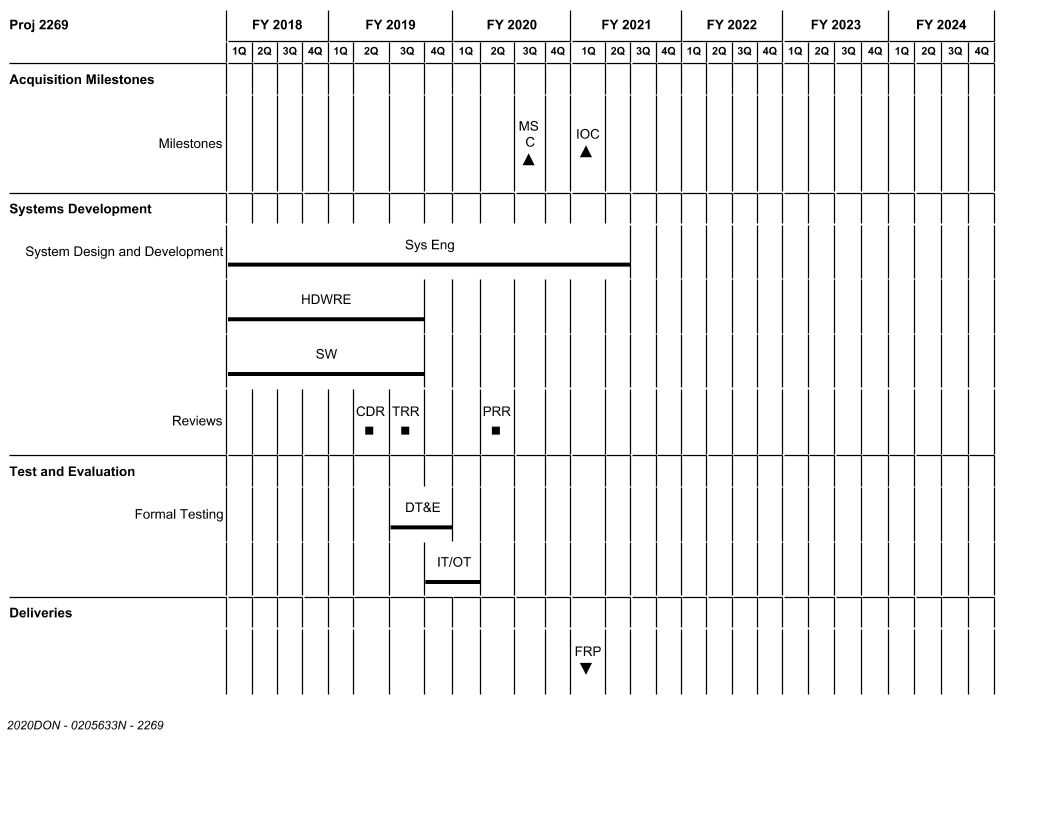 Proj 2269 FY 2018 FY 2019 FY 2020 FY 2021 FY 2022 FY 2023 FY 2024
1Q 2Q 3Q 4Q 1Q 2Q 3Q 4Q 1Q 2Q 3Q 4Q 1Q 2Q 3Q 4Q 1Q 2Q 3Q 4Q 1Q 2Q 3Q 4Q 1Q 2Q 3Q 4Q
Acquisition Milestones
Milestones
MS
C
IOC
Systems Development
System Design and Development
Sys Eng
HDWRE
SW
Reviews
CDR TRR PRR
Test and Evaluation
Formal Testing
DT&E
IT/OT
Deliveries
FRP
2020DON - 0205633N - 2269